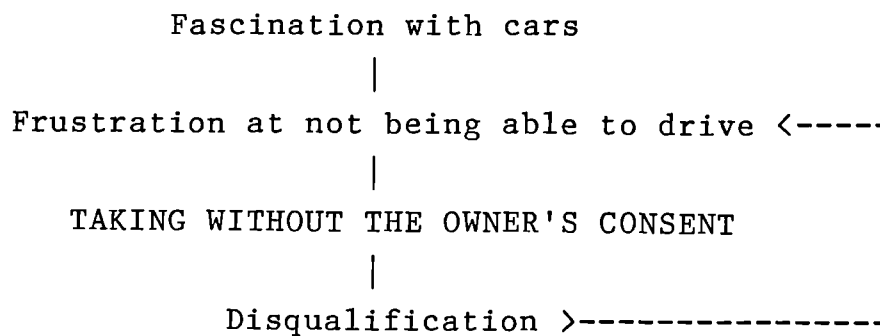 Fascination with cars
|
Frustration at not being able to drive <-----
|
TAKING WITHOUT THE OWNER'S CONSENT
|
Disqualification >----------------